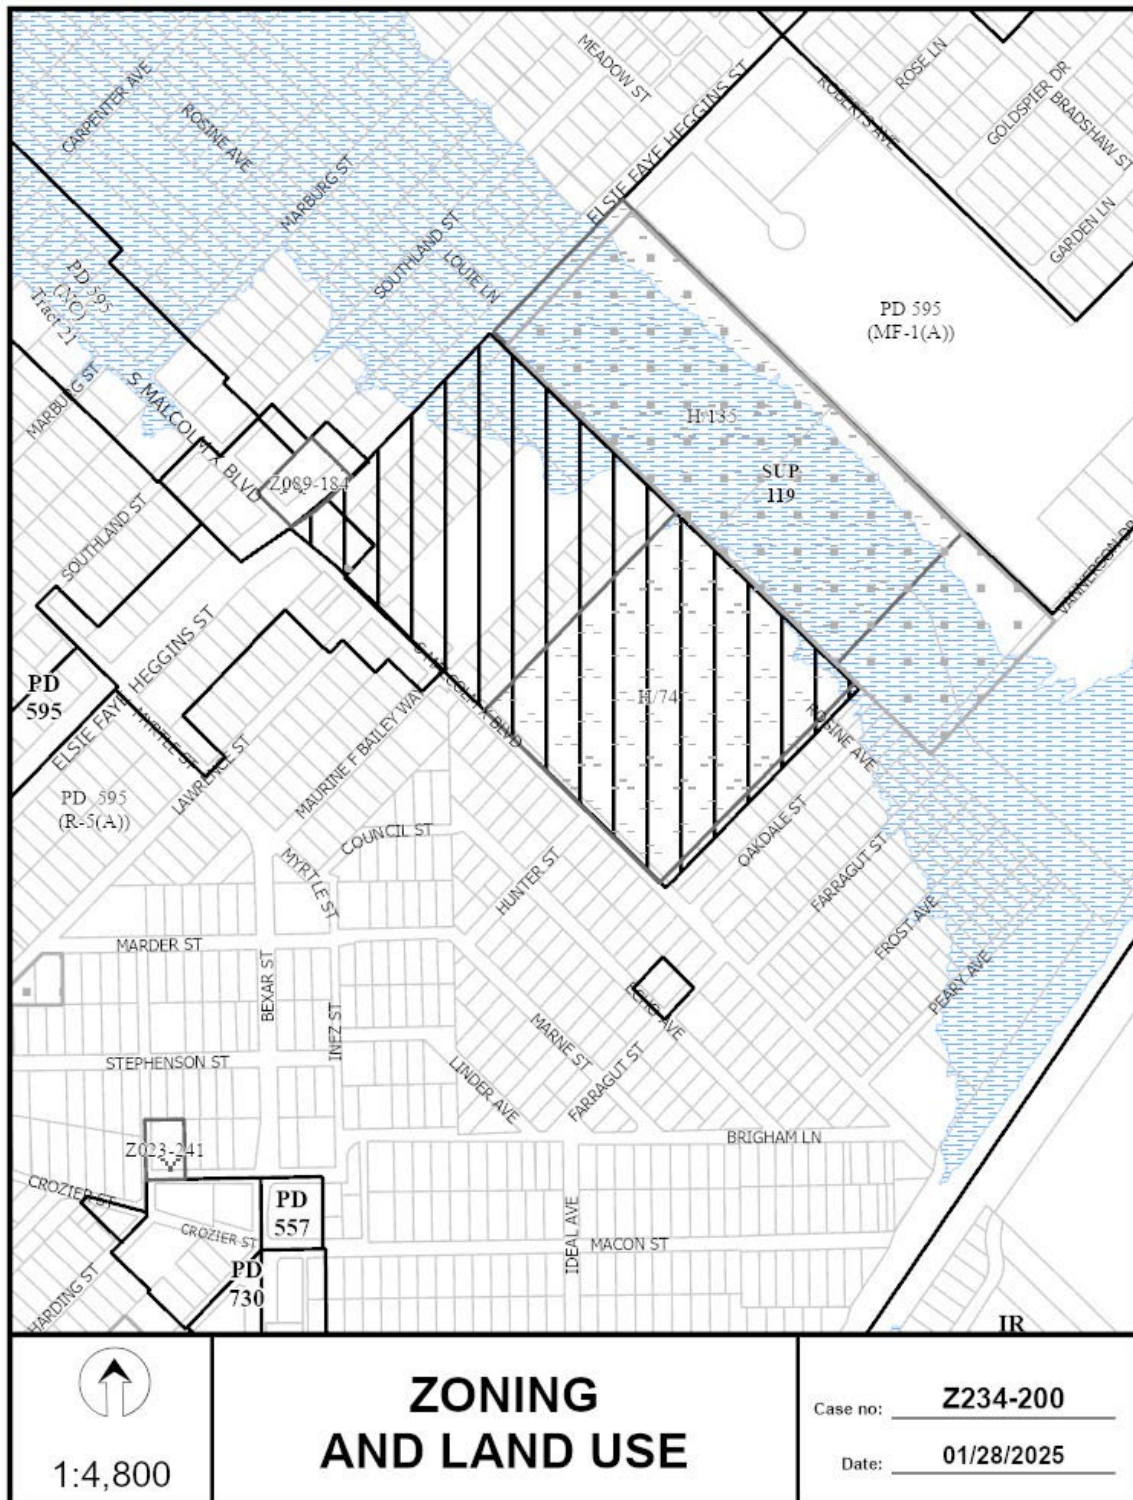 CARPENTER AVE
ROSINE AVE
MARBURG ST
SOUTHLAND ST
LOUIE LN
MEADOW ST
ELSIE FAYE HEGGINS ST
ROBERTS AVE
ROSE LN
GOLDSPIER DR
BRADSHAW ST
GARDEN LN
PD 595
(NC)
Tract 21
MARBURG ST
S MALCOLM X BLVD
PD 595
(MF-1(A))
H/135
SUP
119
Z089-184
SOUTHLAND ST
VANNERSON DR
ELSIE FAYE HEGGINS ST
PD
595
MYRTLE ST
LAWRENCE ST
MAURINE F BAILEY WAY
S MALCOLM X BLVD
H/74
ROSINE AVE
PD 595
(R-5(A))
COUNCIL ST
MYRTLE ST
HUNTER ST
OAKDALE ST
FARRAGUT ST
FROST AVE
PEARY AVE
MARDER ST
BEXAR ST
INEZ ST
ECHO AVE
MARNE ST
FARRAGUT ST
LINDER AVE
STEPHENSON ST
BRIGHAM LN
Z023-241
CROZIER ST
CROZIER ST
PD
557
IDEAL AVE
MACON ST
HARDING ST
PD
730
IR
1:4,800
ZONING
AND LAND USE
Case no: Z234-200
Date: 01/28/2025